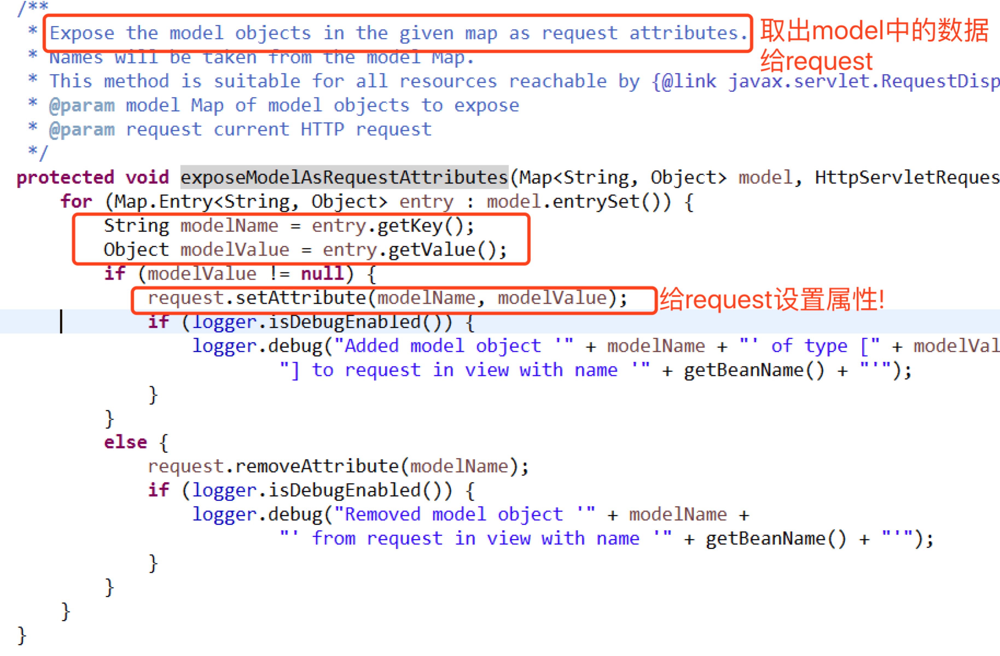 /**
* Expose the model objects in the given map as request attributes. 取出model中的数据
给request
* Names will be taken from the model Map.
* This method is suitable for all resources reachable by {@link javax.servlet.RequestDisp
* @param model Map of model objects to expose
* @param request current HTTP request
*/
protected void exposeModelAsRequestAttributes(Map<String, Object> model, HttpServletReques
for (Map.Entry<String, Object> entry : model.entrySet()) {
String modelName = entry.getKey();
Object modelValue = entry.getValue();
if (modelValue != null) {
request.setAttribute(modelName, modelValue); 给request设置属性!
if (logger.isDebugEnabled()) {
logger.debug("Added model object '" + modelName + "' of type [" + modelVal
"] to request in view with name '" + getBeanName() + "'");
}
}
else {
request.removeAttribute(modelName);
if (logger.isDebugEnabled()) {
logger.debug("Removed model object '" + modelName +
"' from request in view with name '" + getBeanName() + "'");
}
}
}
}